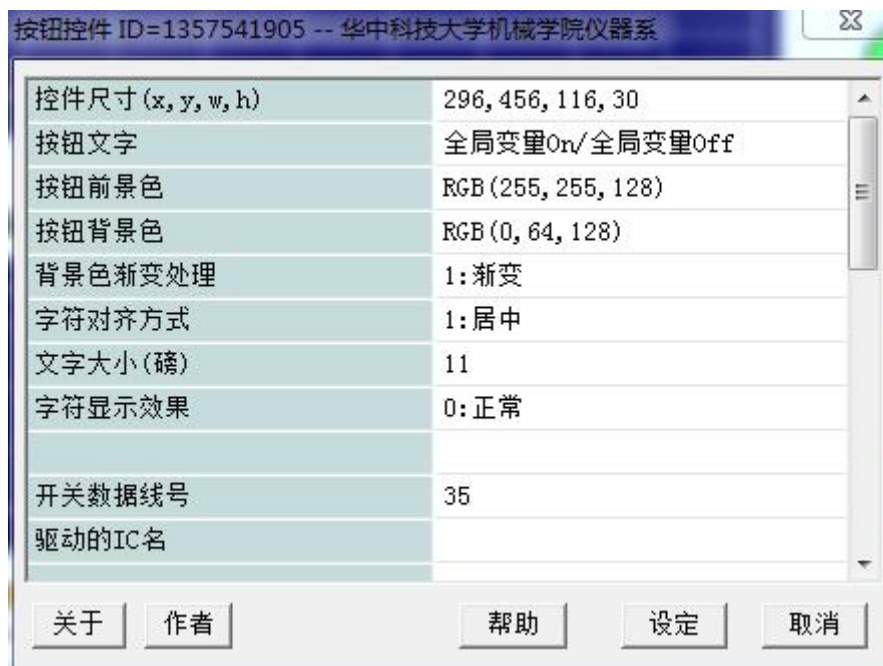 按钮控件 ID=1357541905 -- 华中科技大学机械学院仪器系
控件尺寸(x,y,w,h) 296,456,116,30
按钮文字 全局变量On/全局变量Off
按钮前景色 RGB(255,255,128)
按钮背景色 RGB(0,64,128)
背景色渐变处理 1:渐变
字符对齐方式 1:居中
文字大小(磅) 11
字符显示效果 0:正常
开关数据线号 35
驱动的IC名
关于 作者 帮助 设定 取消